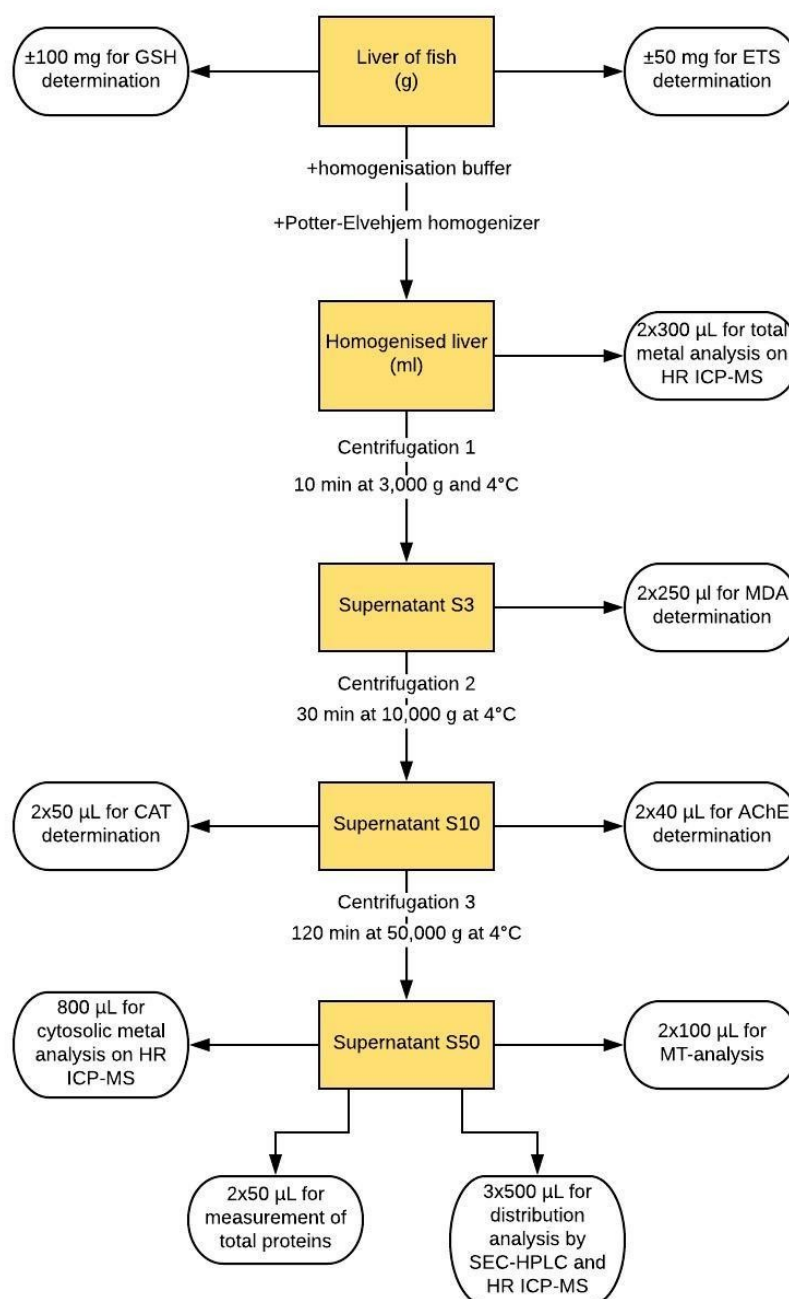 ±100 mg for GSH
determination
Liver of fish
(g)
±50 mg for ETS
determination
+homogenisation buffer
+Potter-Elvehjem homogenizer
Homogenised liver
(ml)
2x300 µL for total
metal analysis on
HR ICP-MS
Centrifugation 1
10 min at 3,000 g and 4°C
Supernatant S3
2x250 µl for MDA
determination
Centrifugation 2
30 min at 10,000 g at 4°C
2x50 µL for CAT
determination
Supernatant S10
2x40 µL for AChE
determination
Centrifugation 3
120 min at 50,000 g at 4°C
800 µL for
cytosolic metal
analysis on HR
ICP-MS
Supernatant S50
2x100 µL for
MT-analysis
2x50 µL for
measurement of
total proteins
3x500 µL for
distribution
analysis by
SEC-HPLC and
HR ICP-MS